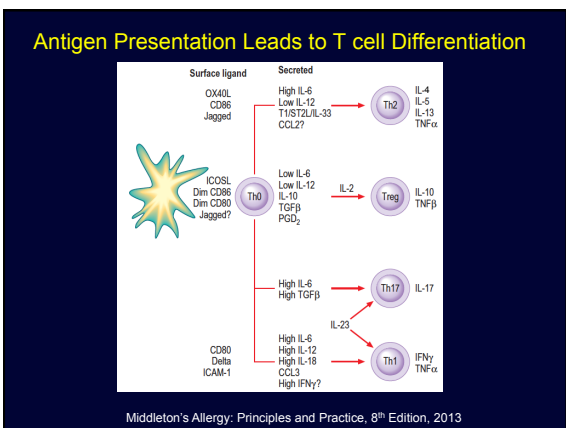 Antigen Presentation Leads to T cell Differentiation
Surface ligand
Secreted
OX40L
CD86
Jagged
High IL-6
Low IL-12
T1/ST2L/IL-33
CCL2?
Th2
IL-4
IL-5
IL-13
TNFα
ICOSL
Dim CD86
Dim CD80
Jagged?
Th0
Low IL-6
Low IL-12
IL-10
TGFβ
PGD₂
IL-2
Treg
IL-10
TNFβ
High IL-6
High TGFβ
Th17
IL-17
IL-23
CD80
Delta
ICAM-1
High IL-6
High IL-12
High IL-18
CCL3
High IFNγ?
Th1
IFNγ
TNFα
Middleton's Allergy: Principles and Practice, 8th Edition, 2013